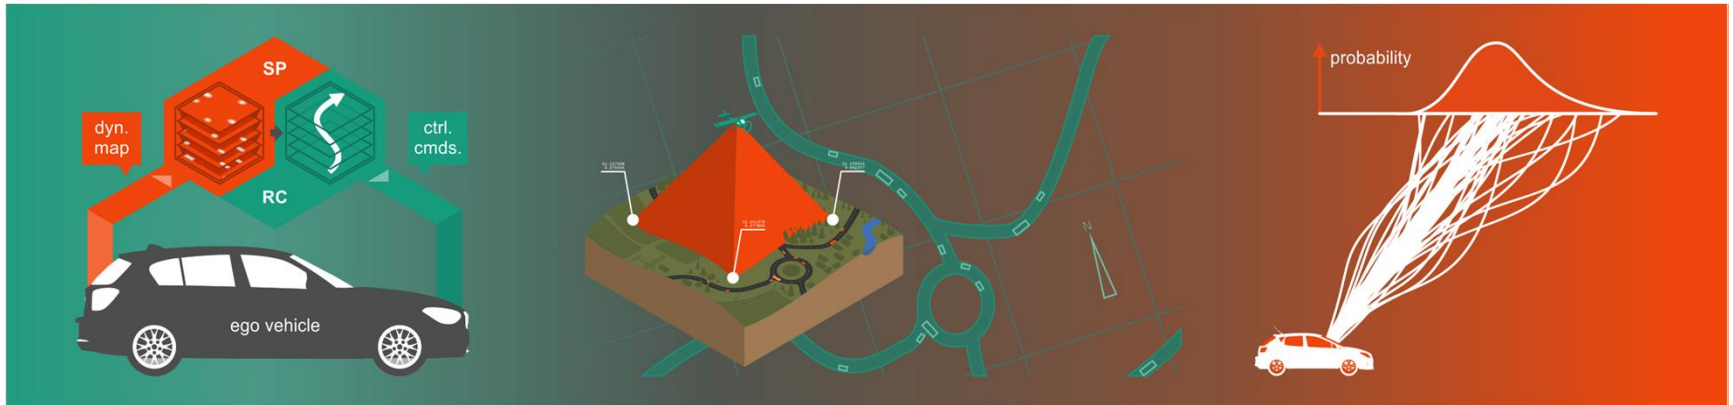 SP
dyn.
map
ctrl.
cmds.
RC
ego vehicle
N
probability